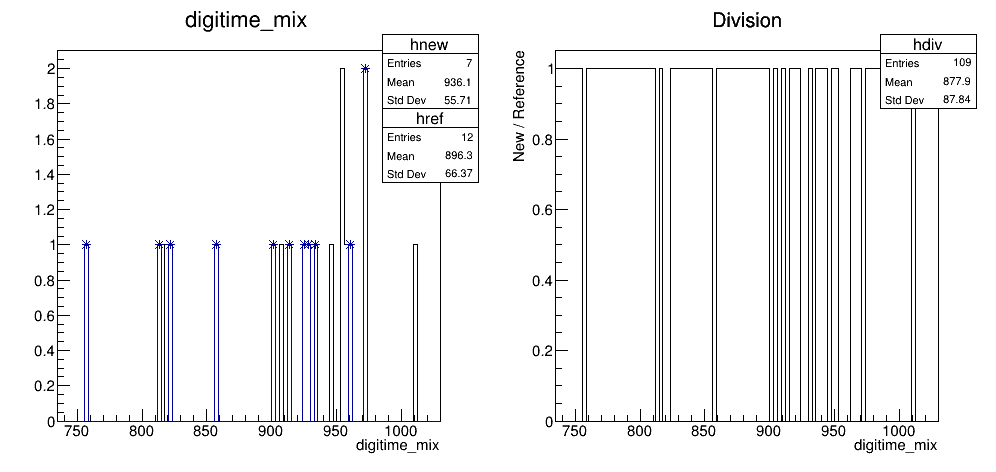 digitime_mix
hnew
Entries 7
Mean 936.1
Std Dev 55.71
href
Entries 12
Mean 896.3
Std Dev 66.37
2
1.8
1.6
1.4
1.2
1
0.8
0.6
0.4
0.2
0
750 800 850 900 950 1000
digitime_mix
Division
hdiv
Entries 109
Mean 877.9
Std Dev 87.84
New / Reference
1
0.8
0.6
0.4
0.2
0
750 800 850 900 950 1000
digitime_mix